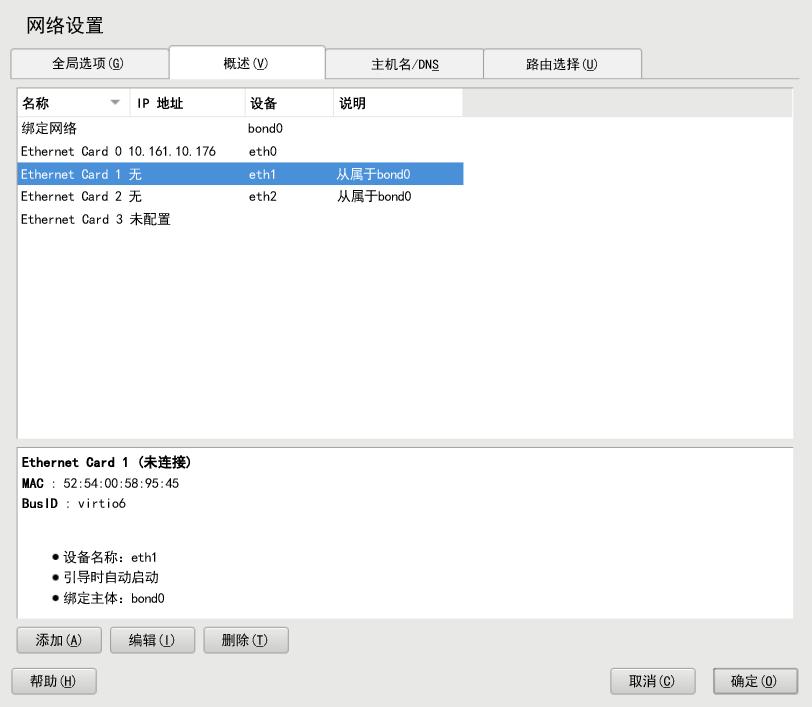 网络设置
全局选项(G) 概述(V) 主机名/DNS 路由选择(U)
名称 IP 地址 设备 说明
绑定网络 bond0
Ethernet Card 0 10.161.10.176 eth0
Ethernet Card 1 无 eth1 从属于bond0
Ethernet Card 2 无 eth2 从属于bond0
Ethernet Card 3 未配置
Ethernet Card 1 (未连接)
MAC : 52:54:00:58:95:45
BusID : virtio6
● 设备名称: eth1
● 引导时自动启动
● 绑定主体: bond0
添加(A) 编辑(I) 删除(T)
帮助(H) 取消(C) 确定(O)